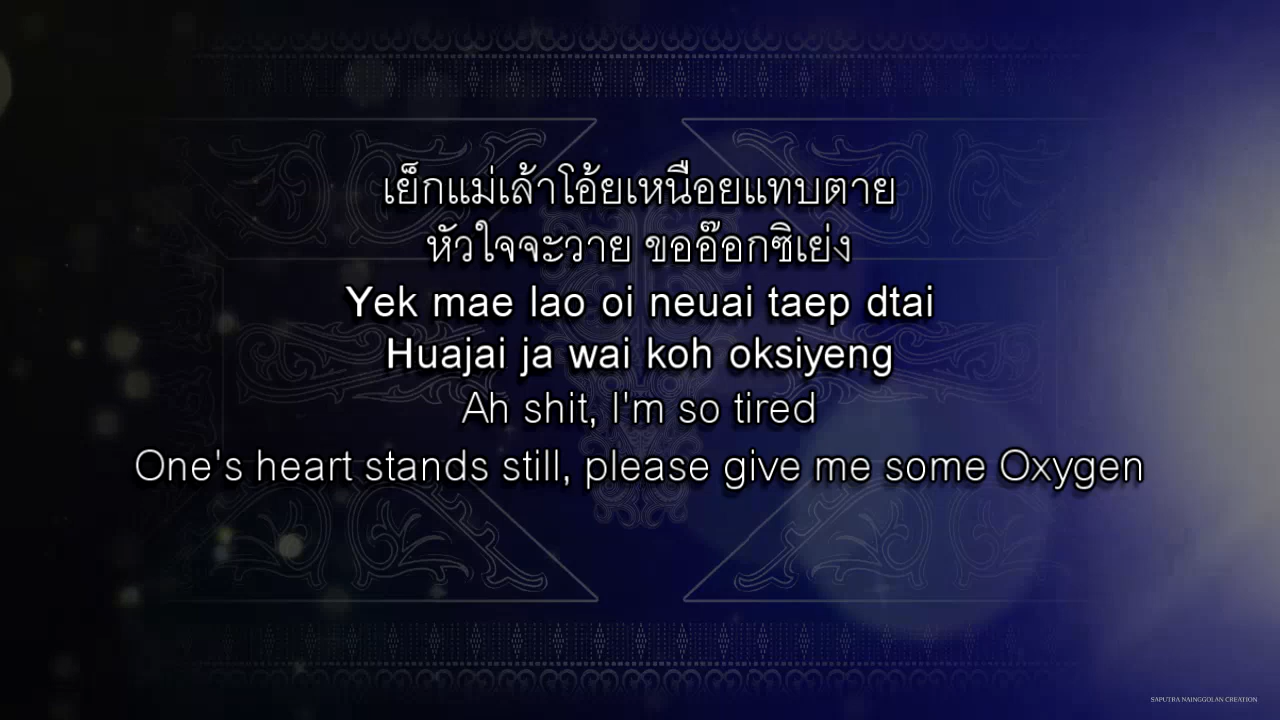 เย็กแม่เล้าโอ้ยเหนือยแทบตาย
หัวใจจะวาย ขออ๊อกซิเย่ง
Yek mae lao oi neuai taep dtai
Huajai ja wai koh oksiyeng
Ah shit, I'm so tired
One's heart stands still, please give me some Oxygen
SAPUTRA NAINGGOLAN CREATION